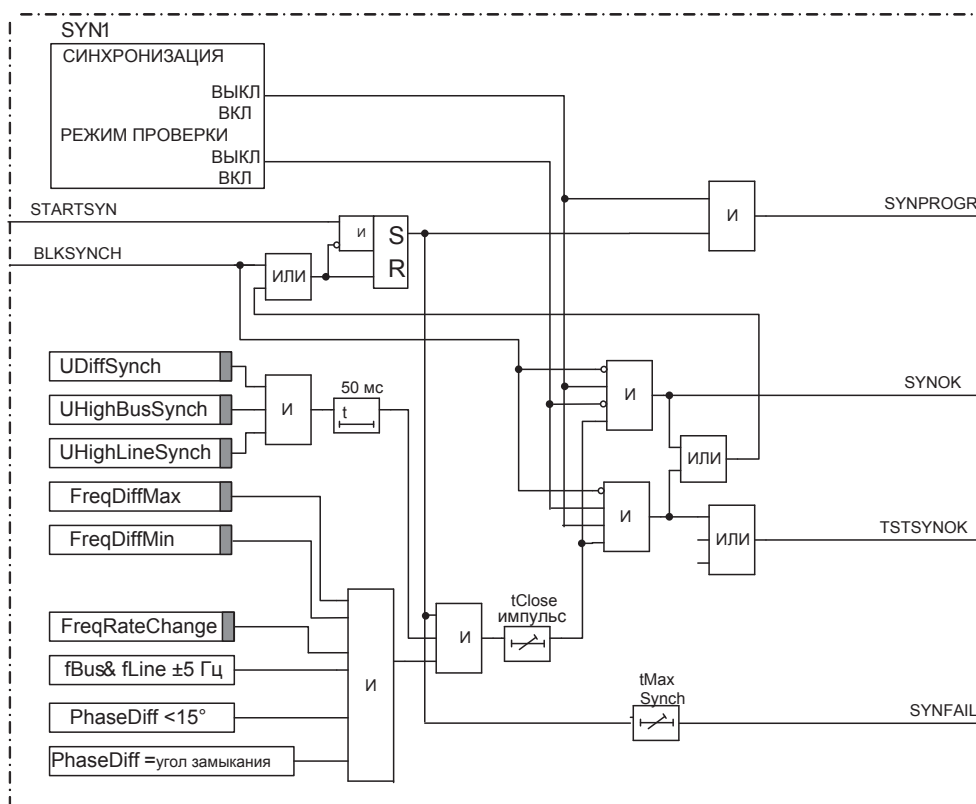 SYN1
СИНХРОНИЗАЦИЯ
ВЫКЛ
ВКЛ
РЕЖИМ ПРОВЕРКИ
ВЫКЛ
ВКЛ
STARTSYN
И
S
R
И
SYNPROGR
BLKSYNCH
ИЛИ
UDiffSynch
UHighBusSynch
UHighLineSynch
И
50 мс
t
И
SYNOK
ИЛИ
FreqDiffMax
FreqDiffMin
И
ИЛИ
TSTSYNOK
FreqRateChange
fBus& fLine ±5 Гц
PhaseDiff <15°
PhaseDiff =угол замыкания
И
И
tClose
импульс
tMax
Synch
SYNFAIL